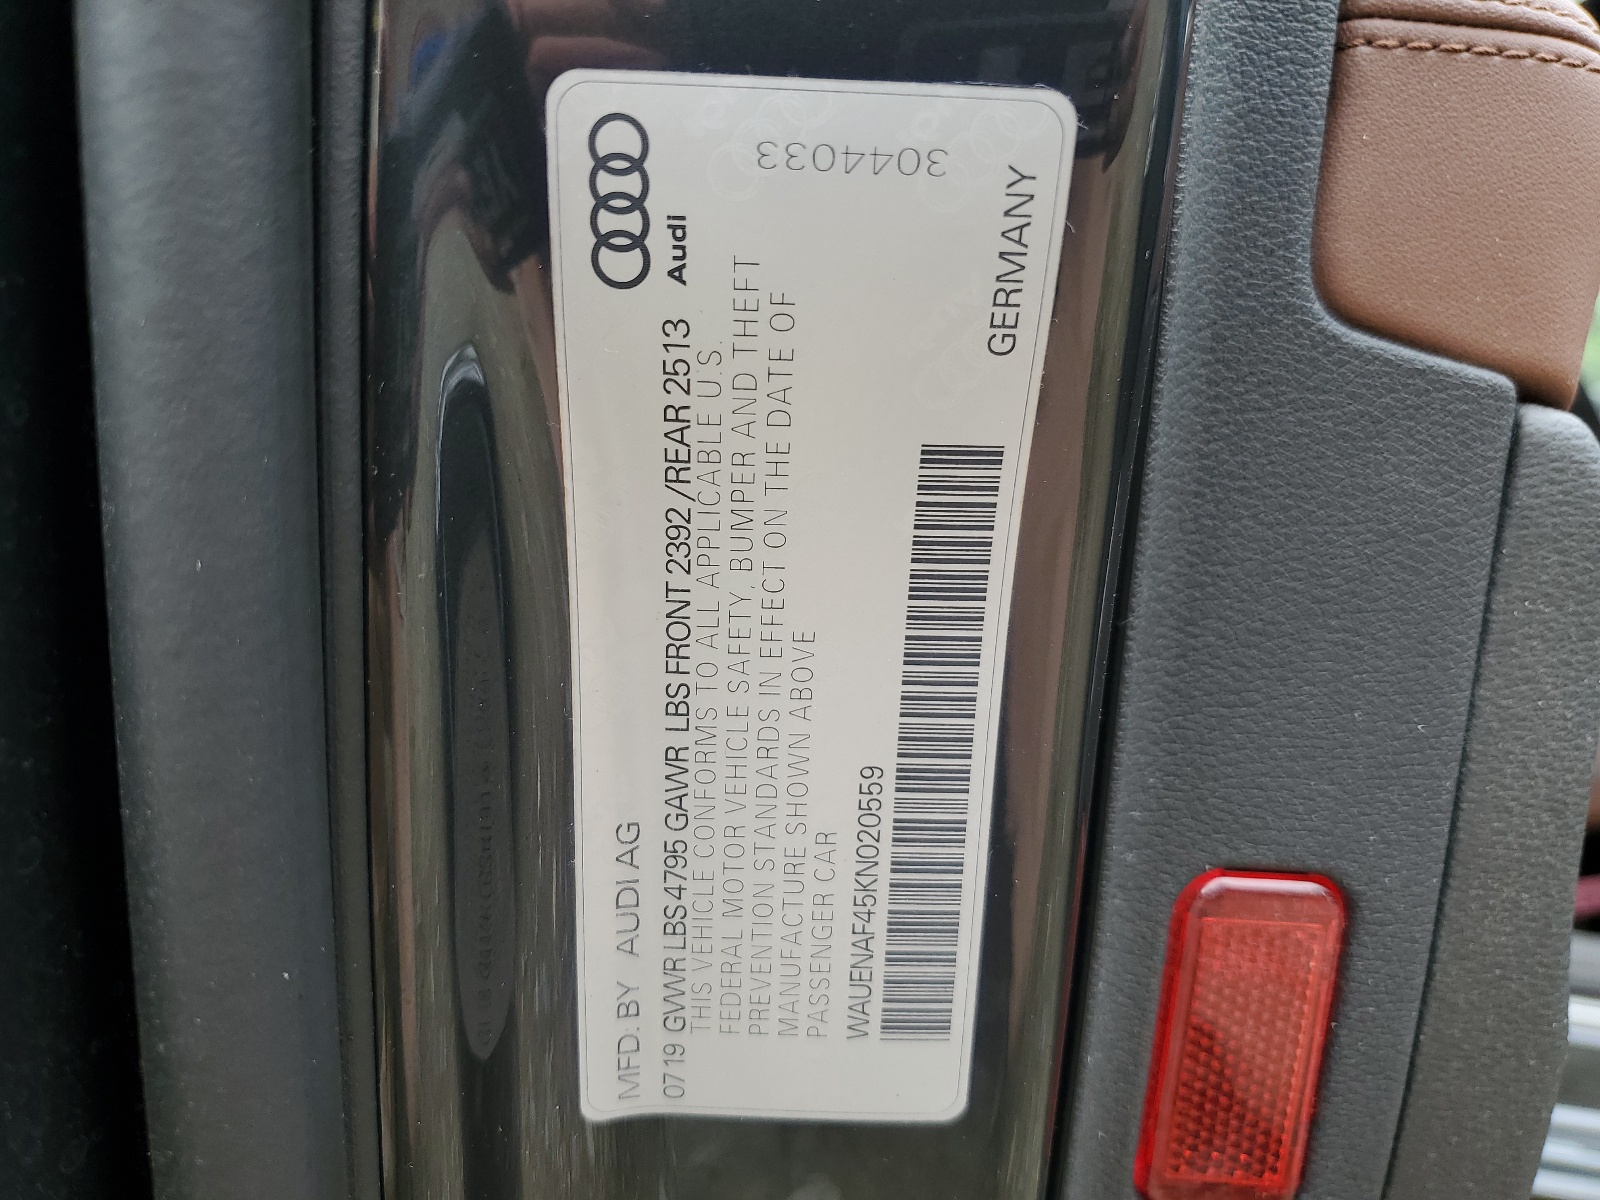 MFD. BY AUDI AG
Audi
0719 GVWR LBS 4795 GAWR LBS FRONT 2392 /REAR 2513
THIS VEHICLE CONFORMS TO ALL APPLICABLE U.S.
FEDERAL MOTOR VEHICLE SAFETY, BUMPER AND THEFT
PREVENTION STANDARDS IN EFFECT ON THE DATE OF
MANUFACTURE SHOWN ABOVE
PASSENGER CAR
WAUENAF45KN020559
GERMANY
3044033